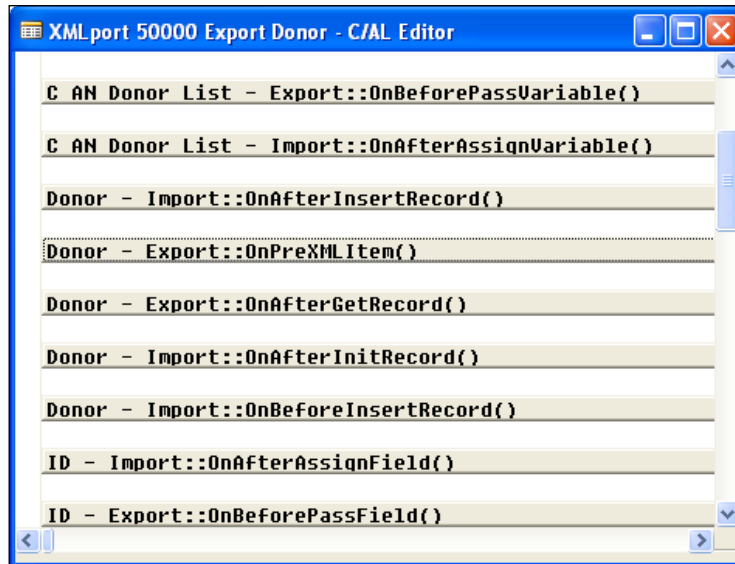 XMLport 50000 Export Donor - C/AL Editor
C AN Donor List - Export::OnBeforePassVariable()
C AN Donor List - Import::OnAfterAssignVariable()
Donor - Import::OnAfterInsertRecord()
Donor - Export::OnPreXMLItem()
Donor - Export::OnAfterGetRecord()
Donor - Import::OnAfterInitRecord()
Donor - Import::OnBeforeInsertRecord()
ID - Import::OnAfterAssignField()
ID - Export::OnBeforePassField()